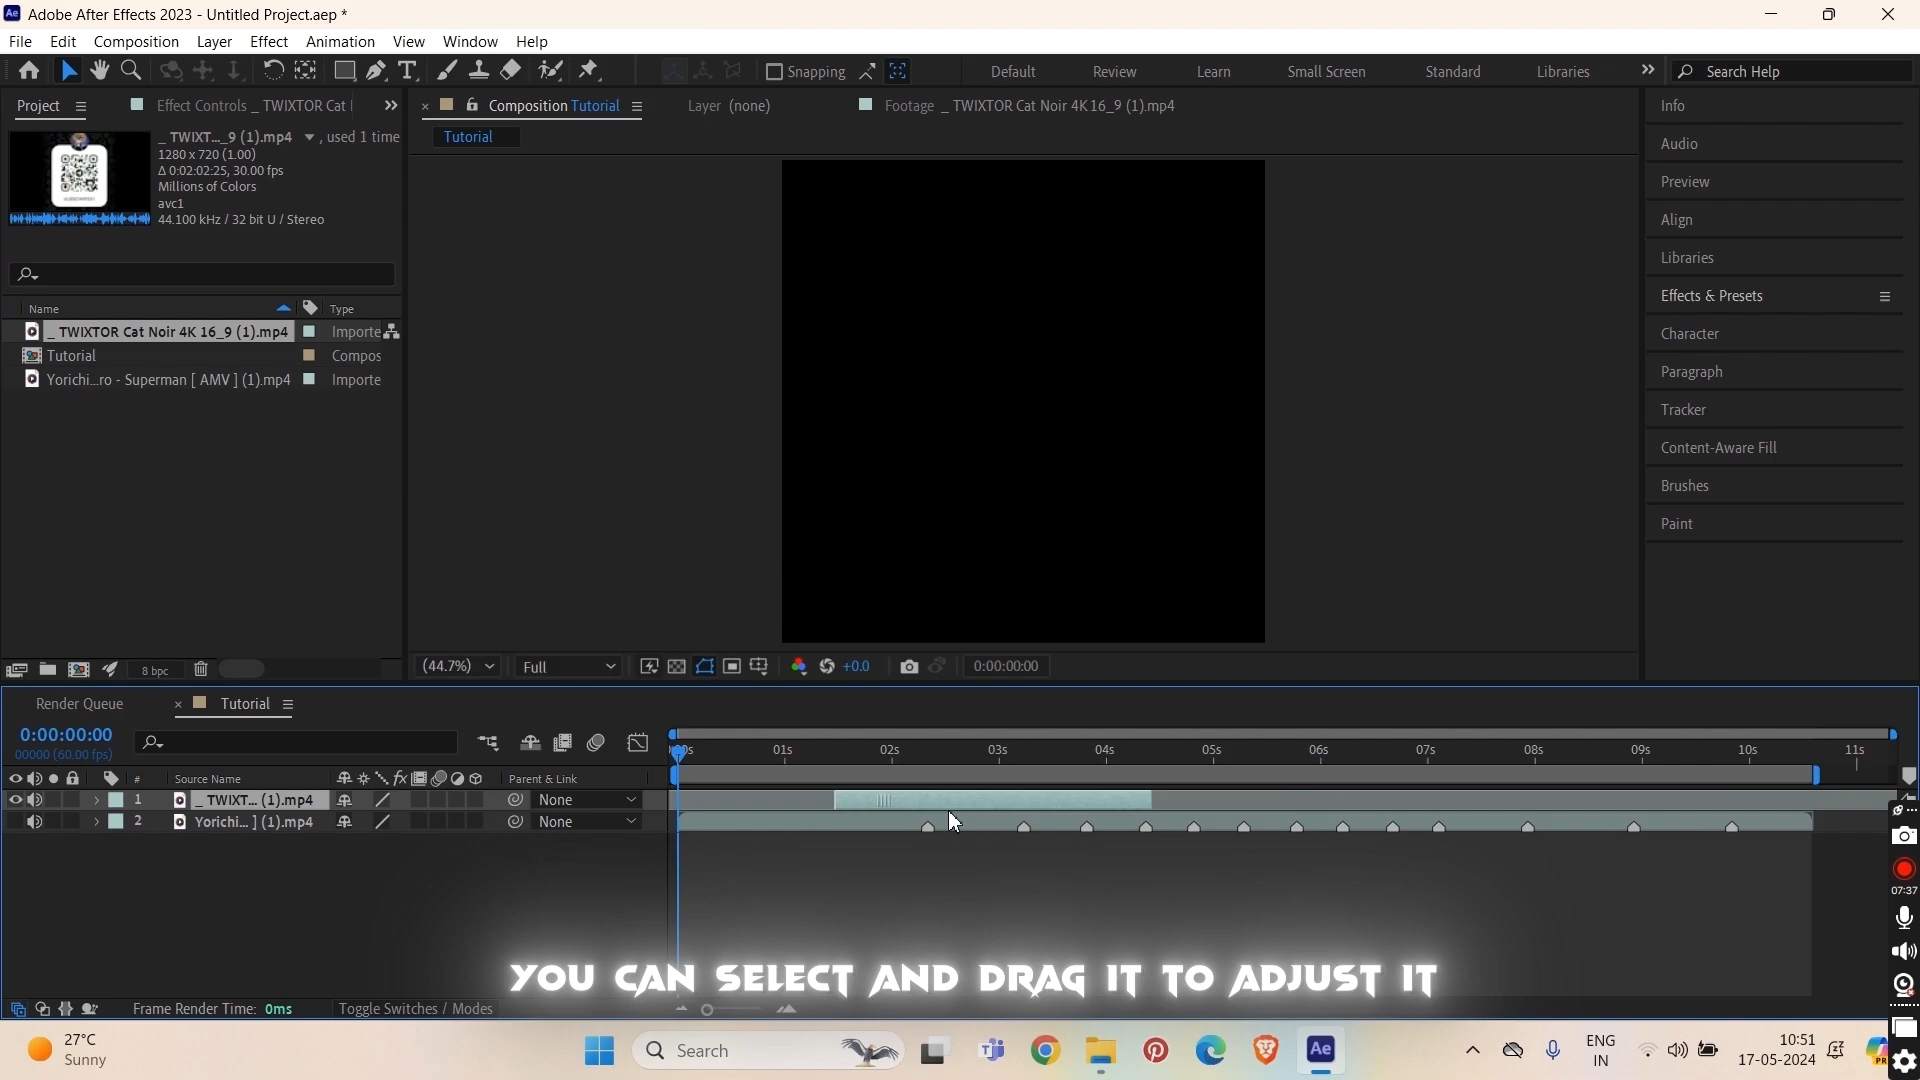 Adobe After Effects 2023 - Untitled Project.aep *
File Edit Composition Layer Effect Animation View Window Help
Snapping Default Review Learn Small Screen Standard Libraries Search Help
Project Effect Controls _ TWIXTOR Cat
Composition Tutorial Layer (none) Footage _ TWIXTOR Cat Noir 4K 16_9 (1).mp4
Tutorial
_ TWIXT..._9 (1).mp4 , used 1 time
1280 x 720 (1.00)
Δ 0:02:02:25, 30.00 fps
Millions of Colors
avc1
44.100 kHz / 32 bit U / Stereo
Name Type
_ TWIXTOR Cat Noir 4K 16_9 (1).mp4 Importe
Tutorial Compos
Yorichi...ro - Superman [ AMV ] (1).mp4 Importe
Info
Audio
Preview
Align
Libraries
Effects & Presets
Character
Paragraph
Tracker
Content-Aware Fill
Brushes
Paint
8 bpc
(44.7%) Full +0.0 0:00:00:00
Render Queue Tutorial
0:00:00:00
00000 (60.00 fps)
01s 02s 03s 04s 05s 06s 07s 08s 09s 10s 11s
# Source Name fx Parent & Link
1 _ TWIXT... (1).mp4 None
2 Yorichi... ] (1).mp4 None
07:37
YOU CAN SELECT AND DRAG IT TO ADJUST IT
Frame Render Time: 0ms Toggle Switches / Modes
27°C
Sunny
Search
Ae
ENG
IN
10:51
17-05-2024